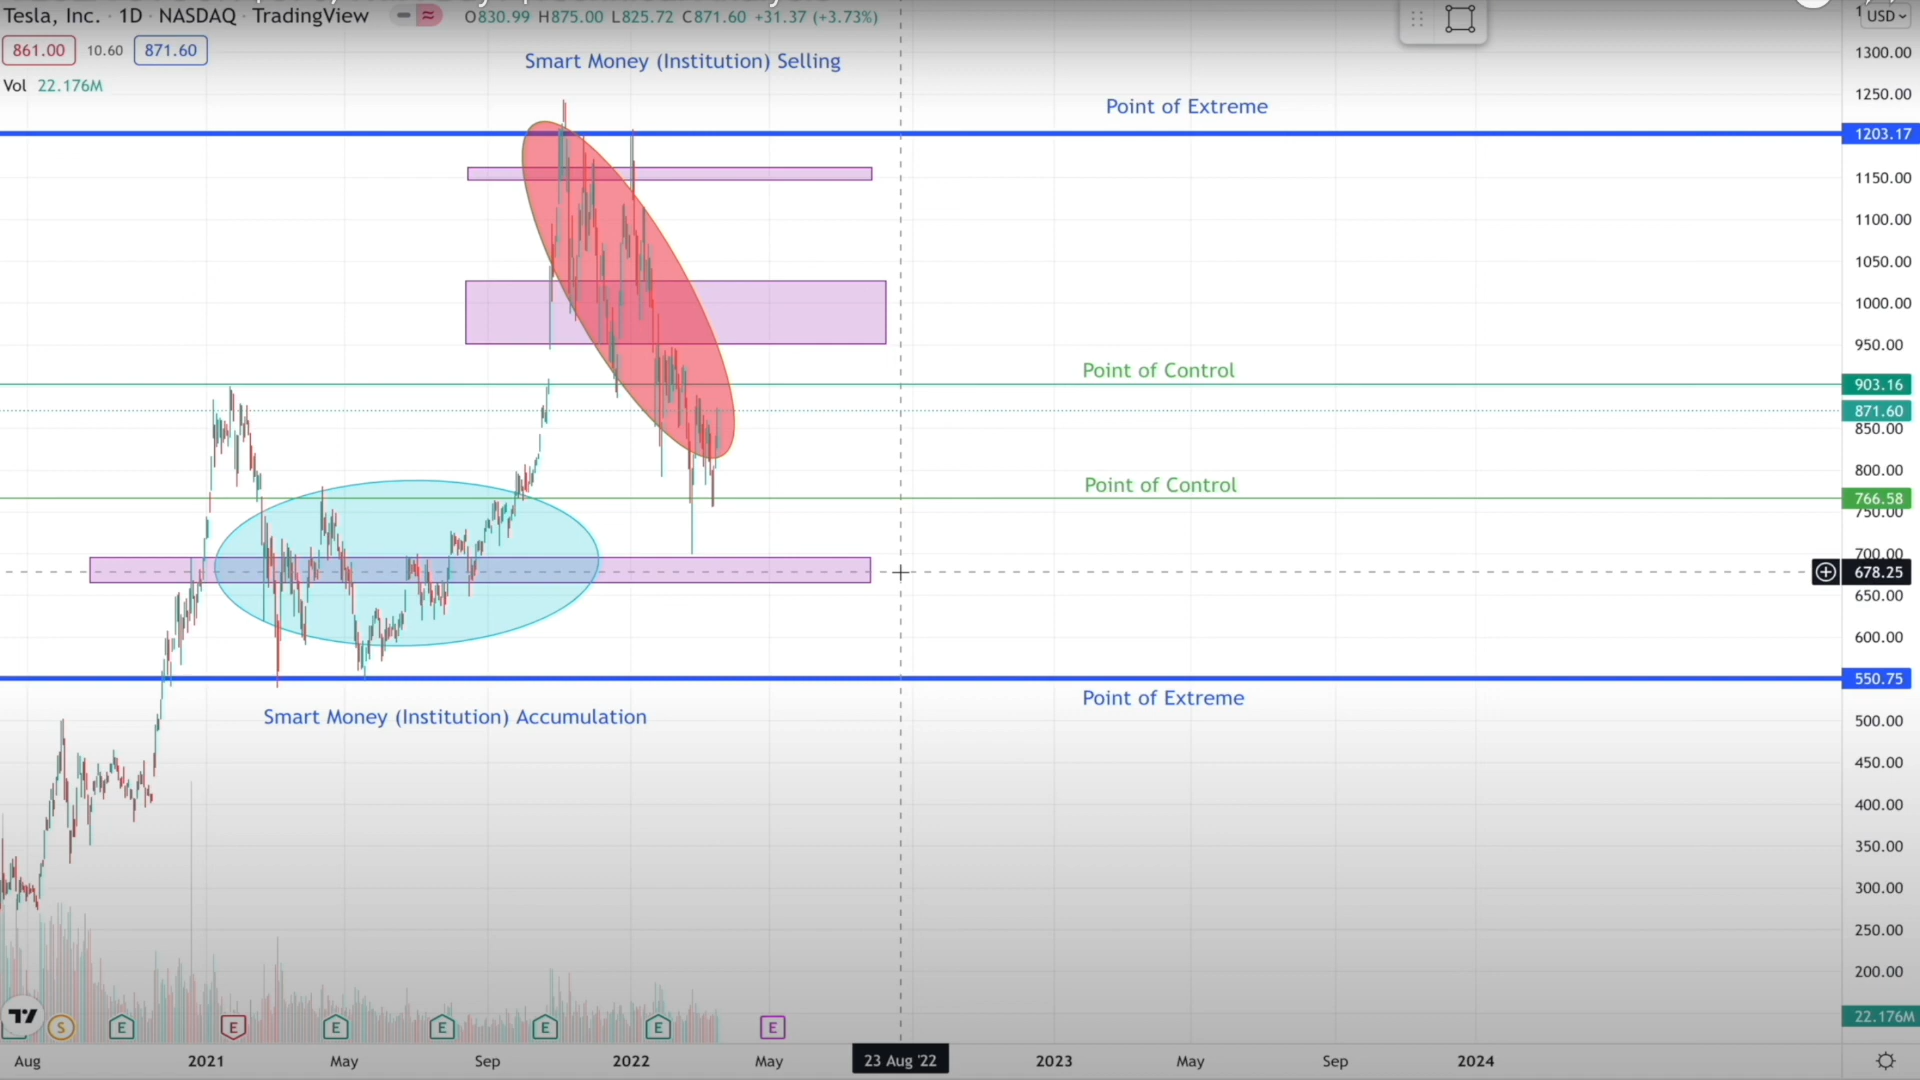 Tesla, Inc. · 1D · NASDAQ · TradingView
O830.99 H875.00 L825.72 C871.60 +31.37 (+3.73%)
USD
861.00 10.60 871.60
Vol 22.176M
Smart Money (Institution) Selling
Point of Extreme
Point of Control
Point of Control
Point of Extreme
Smart Money (Institution) Accumulation
1300.00
1250.00
1203.17
1150.00
1100.00
1050.00
1000.00
950.00
903.16
871.60
850.00
800.00
766.58
750.00
700.00
678.25
650.00
600.00
550.75
500.00
450.00
400.00
350.00
300.00
250.00
200.00
22.176M
S E E E E E E E
Aug 2021 May Sep 2022 May 23 Aug '22 2023 May Sep 2024